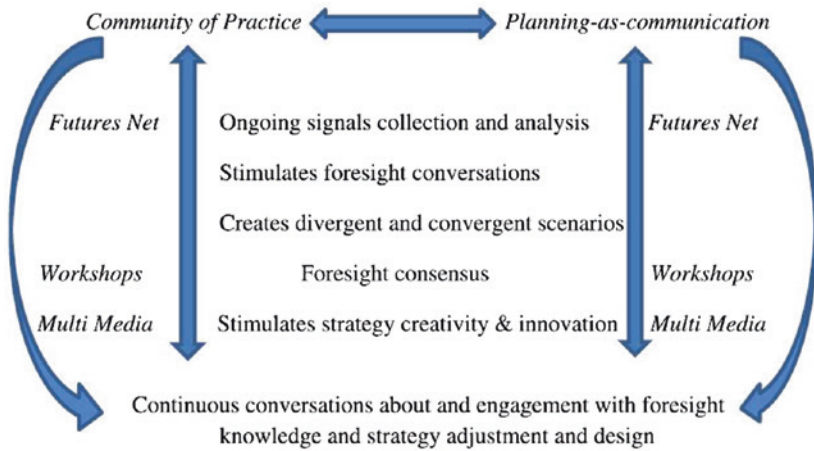 Community of Practice Planning-as-communication
Futures Net Ongoing signals collection and analysis Futures Net
Stimulates foresight conversations
Creates divergent and convergent scenarios
Workshops Foresight consensus Workshops
Multi Media Stimulates strategy creativity & innovation Multi Media
Continuous conversations about and engagement with foresight
knowledge and strategy adjustment and design